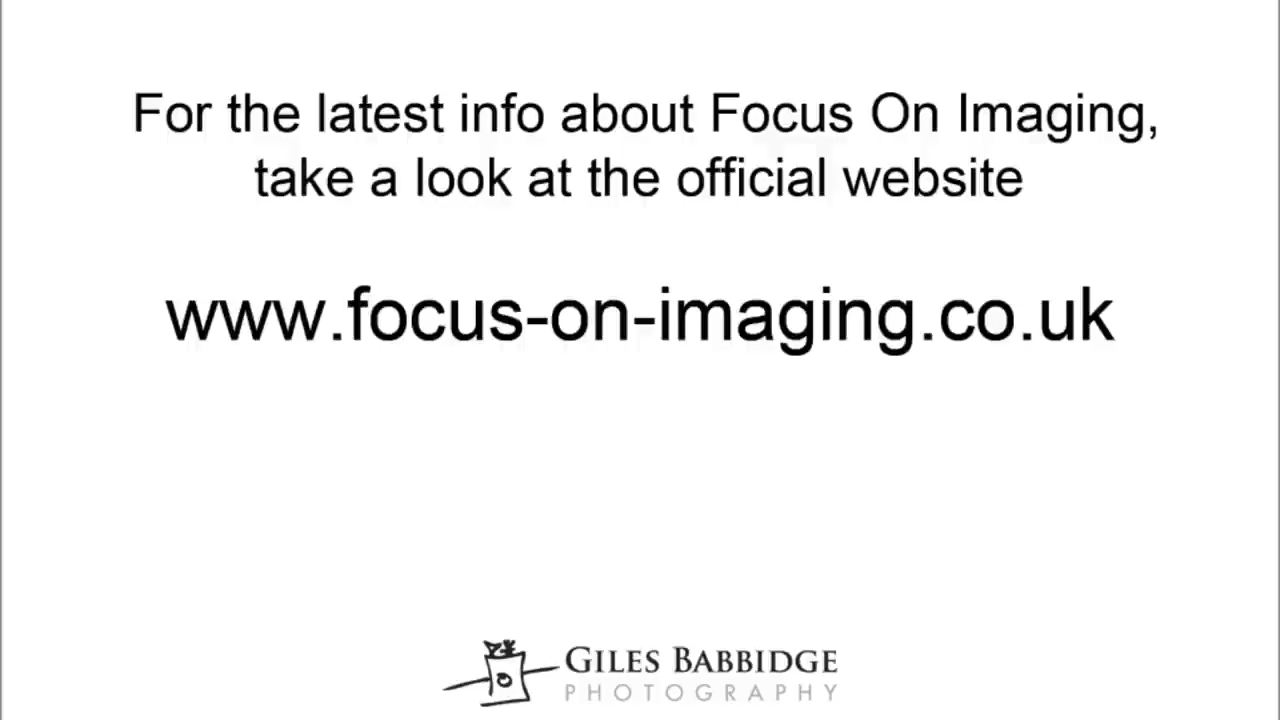 For the latest info about Focus On Imaging,
take a look at the official website
www.focus-on-imaging.co.uk
GILES BABBIDGE
PHOTOGRAPHY